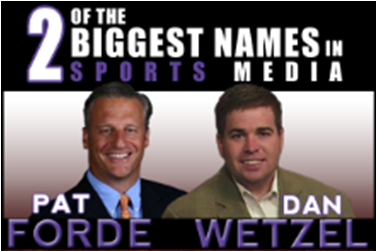 2 OF THE
BIGGEST NAMES IN
SPORTS MEDIA
PAT DAN
FORDE WETZEL